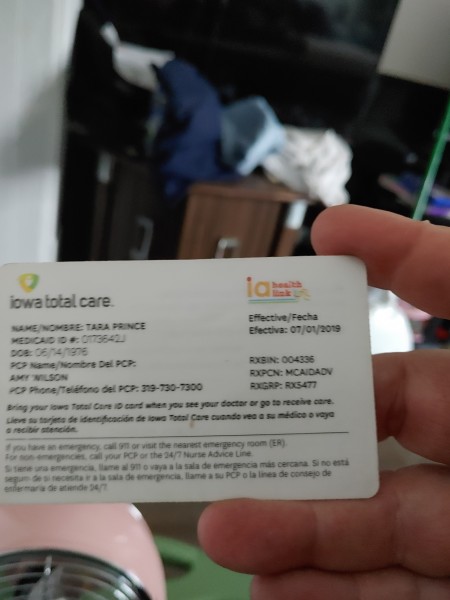 iowa total care.
ia health link
NAME/NOMBRE: TARA PRINCE
MEDICAID ID #: 0173642J
DOB: 06/14/1976
PCP Name/Nombre Del PCP:
AMY WILSON
PCP Phone/Teléfono del PCP: 319-730-7300
Effective/Fecha
Efectiva: 07/01/2019
RXBIN: 004336
RXPCN: MCAIDADV
RXGRP: RX5477
Bring your Iowa Total Care ID card when you see your doctor or go to receive care.
Lleve su tarjeta de identificación de Iowa Total Care cuando vea a su médico o vaya
a recibir atención.
If you have an emergency, call 911 or visit the nearest emergency room (ER).
For non-emergencies, call your PCP or the 24/7 Nurse Advice Line.
Si tiene una emergencia, llame al 911 o vaya a la sala de emergencia más cercana. Si no está
seguro de si necesita ir a la sala de emergencia, llame a su PCP o la línea de consejo de
enfermería de atiende 24/7.